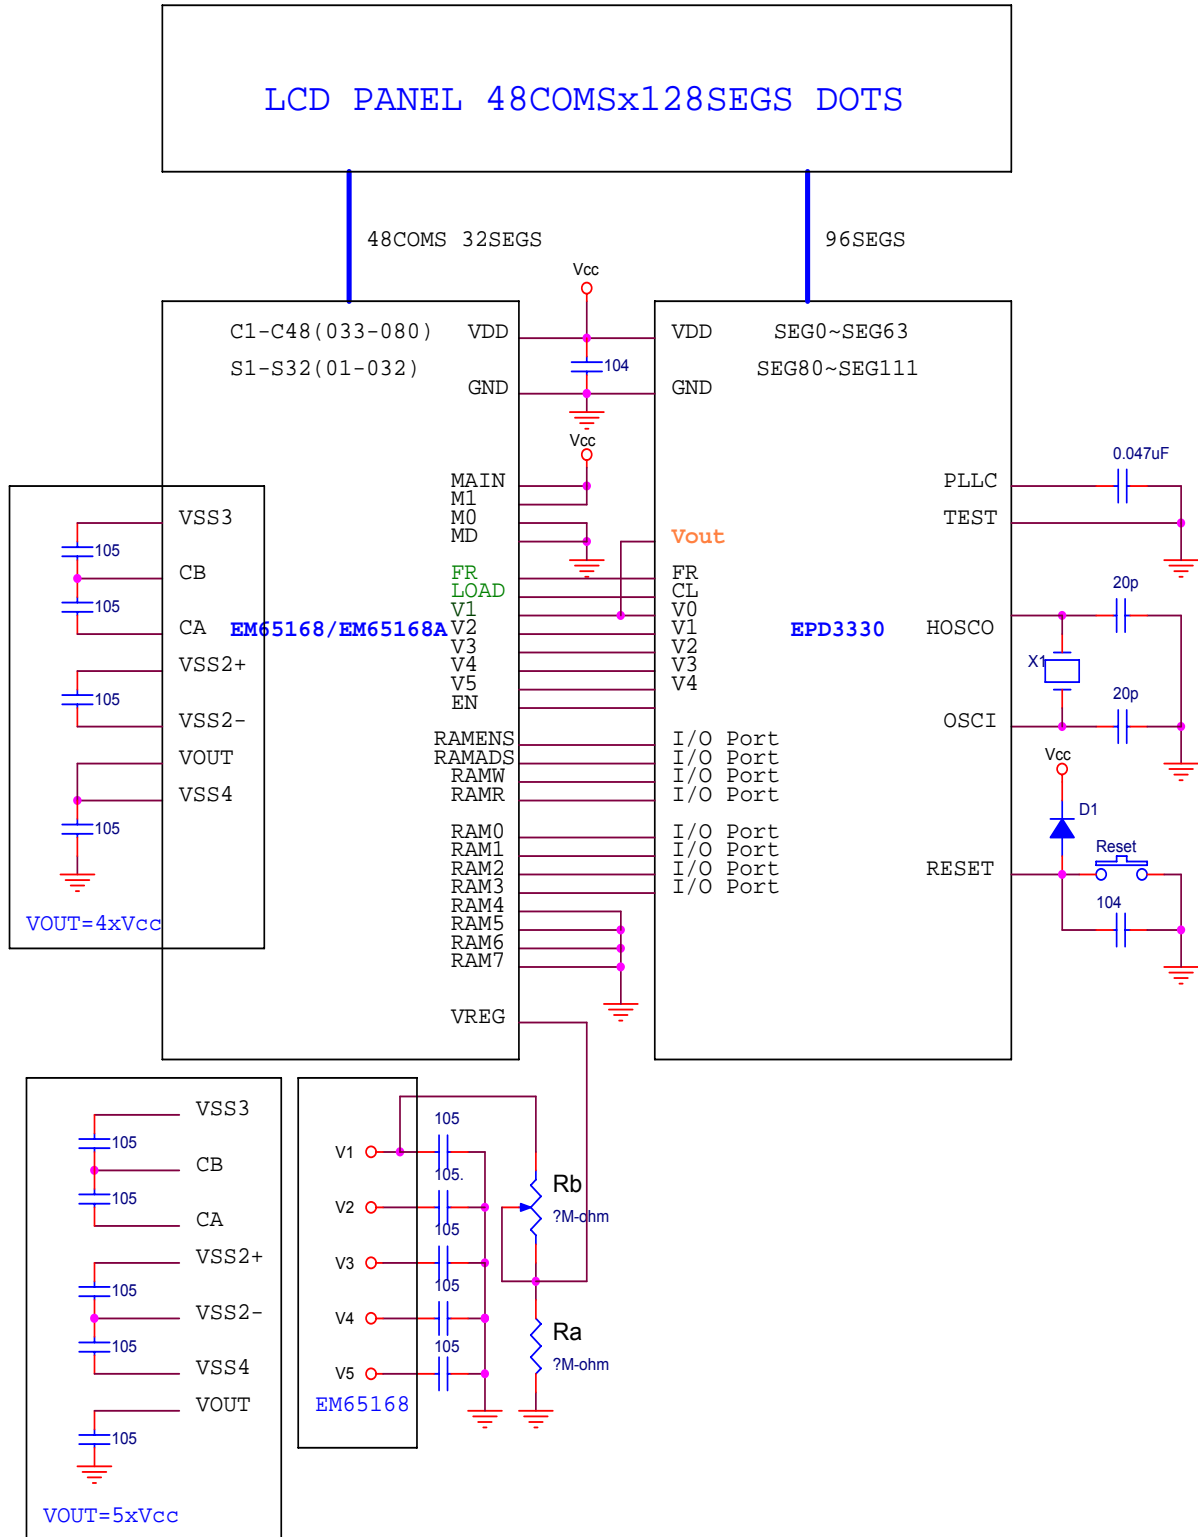 LCD PANEL 48COMSx128SEGS DOTS
48COMS 32SEGS
96SEGS
Vcc
C1-C48(033-080)
S1-S32(01-032)
VDD
GND
104
VDD
GND
SEG0~SEG63
SEG80~SEG111
Vcc
MAIN
M1
M0
MD
FR
LOAD
V1
V2
V3
V4
V5
EN
EM65168/EM65168A
RAMENS
RAMADS
RAMW
RAMR
RAM0
RAM1
RAM2
RAM3
RAM4
RAM5
RAM6
RAM7
VREG
Vout
FR
CL
V0
V1
V2
V3
V4
EPD3330
I/O Port
I/O Port
I/O Port
I/O Port
I/O Port
I/O Port
I/O Port
I/O Port
PLLC
TEST
HOSCO
OSCI
RESET
0.047uF
20p
X1
20p
Vcc
D1
Reset
104
VSS3
105
CB
105
CA
VSS2+
105
VSS2-
VOUT
VSS4
105
VOUT=4xVcc
VSS3
105
CB
105
CA
VSS2+
105
VSS2-
105
VSS4
VOUT
105
VOUT=5xVcc
105
V1
105.
V2
105
V3
105
V4
105
V5
EM65168
Rb
?M-ohm
Ra
?M-ohm